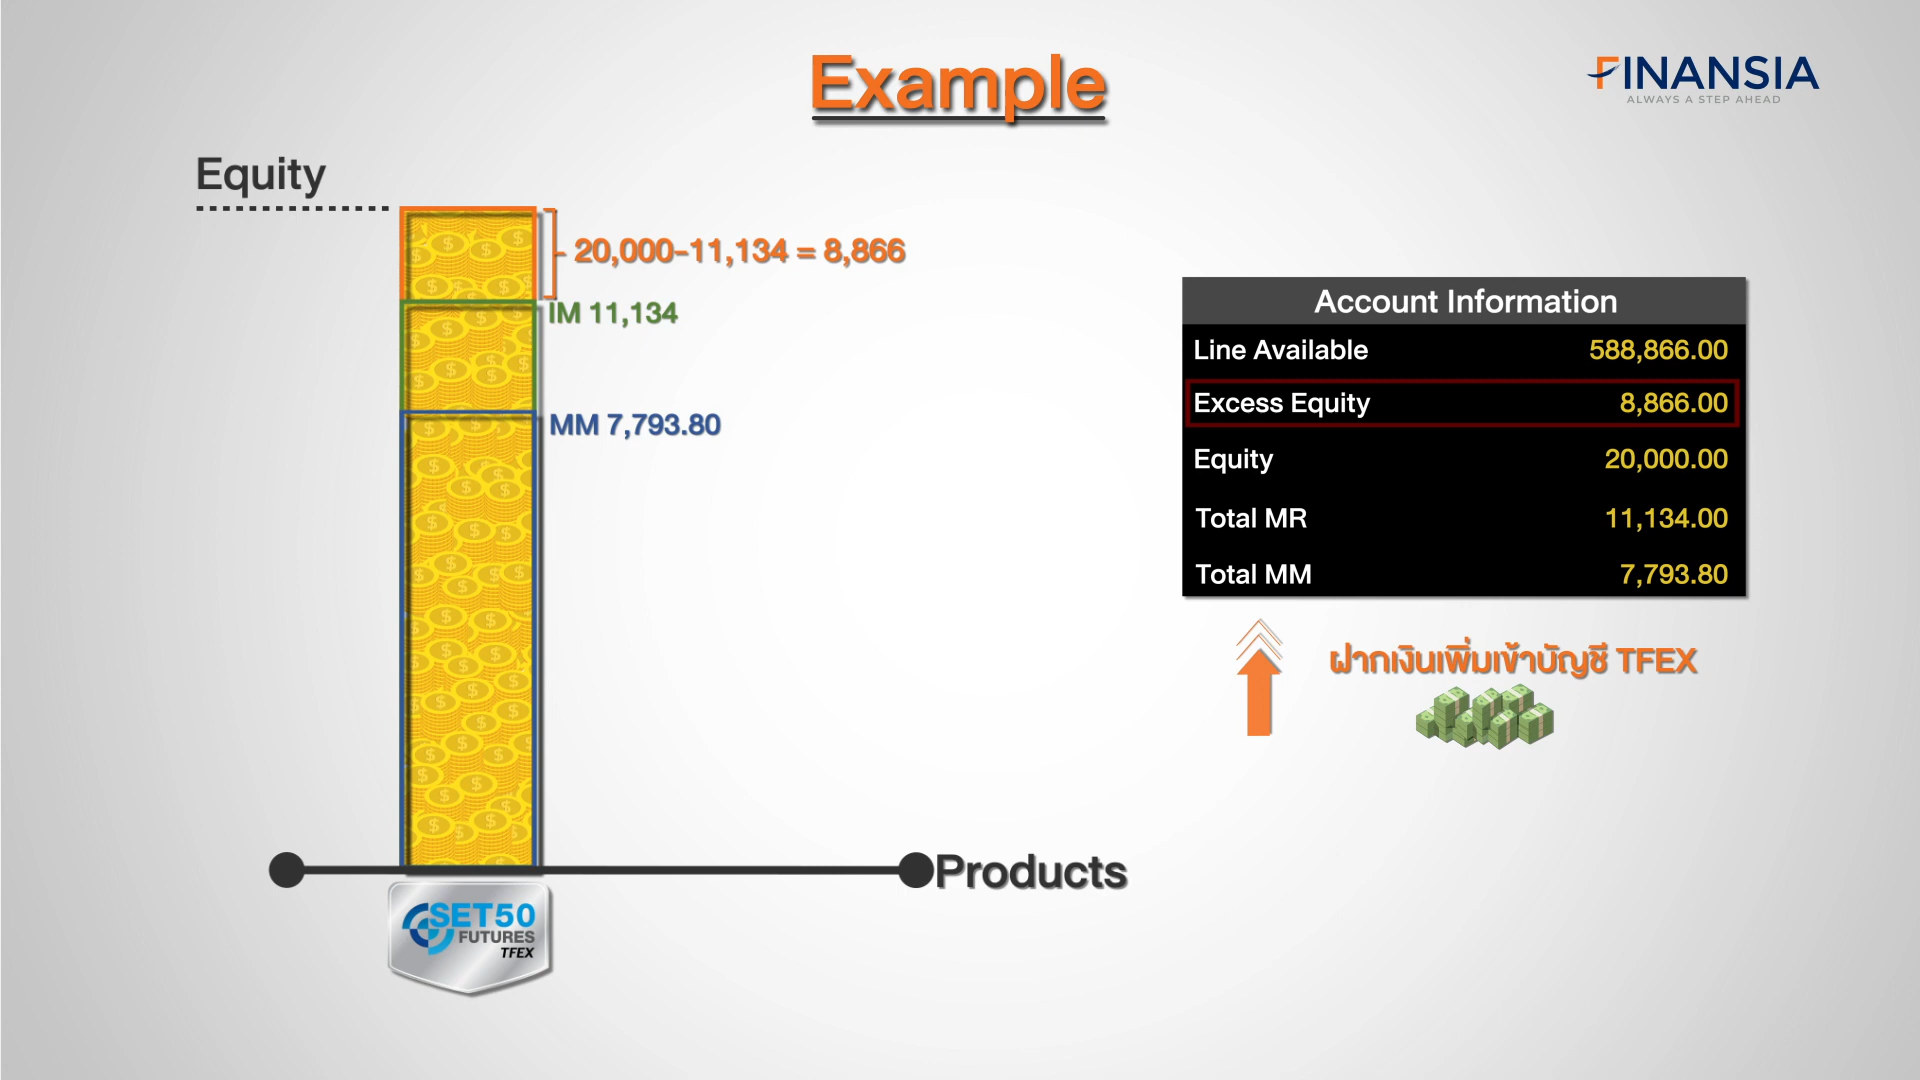 Example
FINANSIA
ALWAYS A STEP AHEAD
Equity
20,000-11,134 = 8,866
IM 11,134
MM 7,793.80
Account Information
Line Available 588,866.00
Excess Equity 8,866.00
Equity 20,000.00
Total MR 11,134.00
Total MM 7,793.80
ฝากเงินเพิ่มเข้าบัญชี TFEX
Products
SET50
FUTURES
TFEX